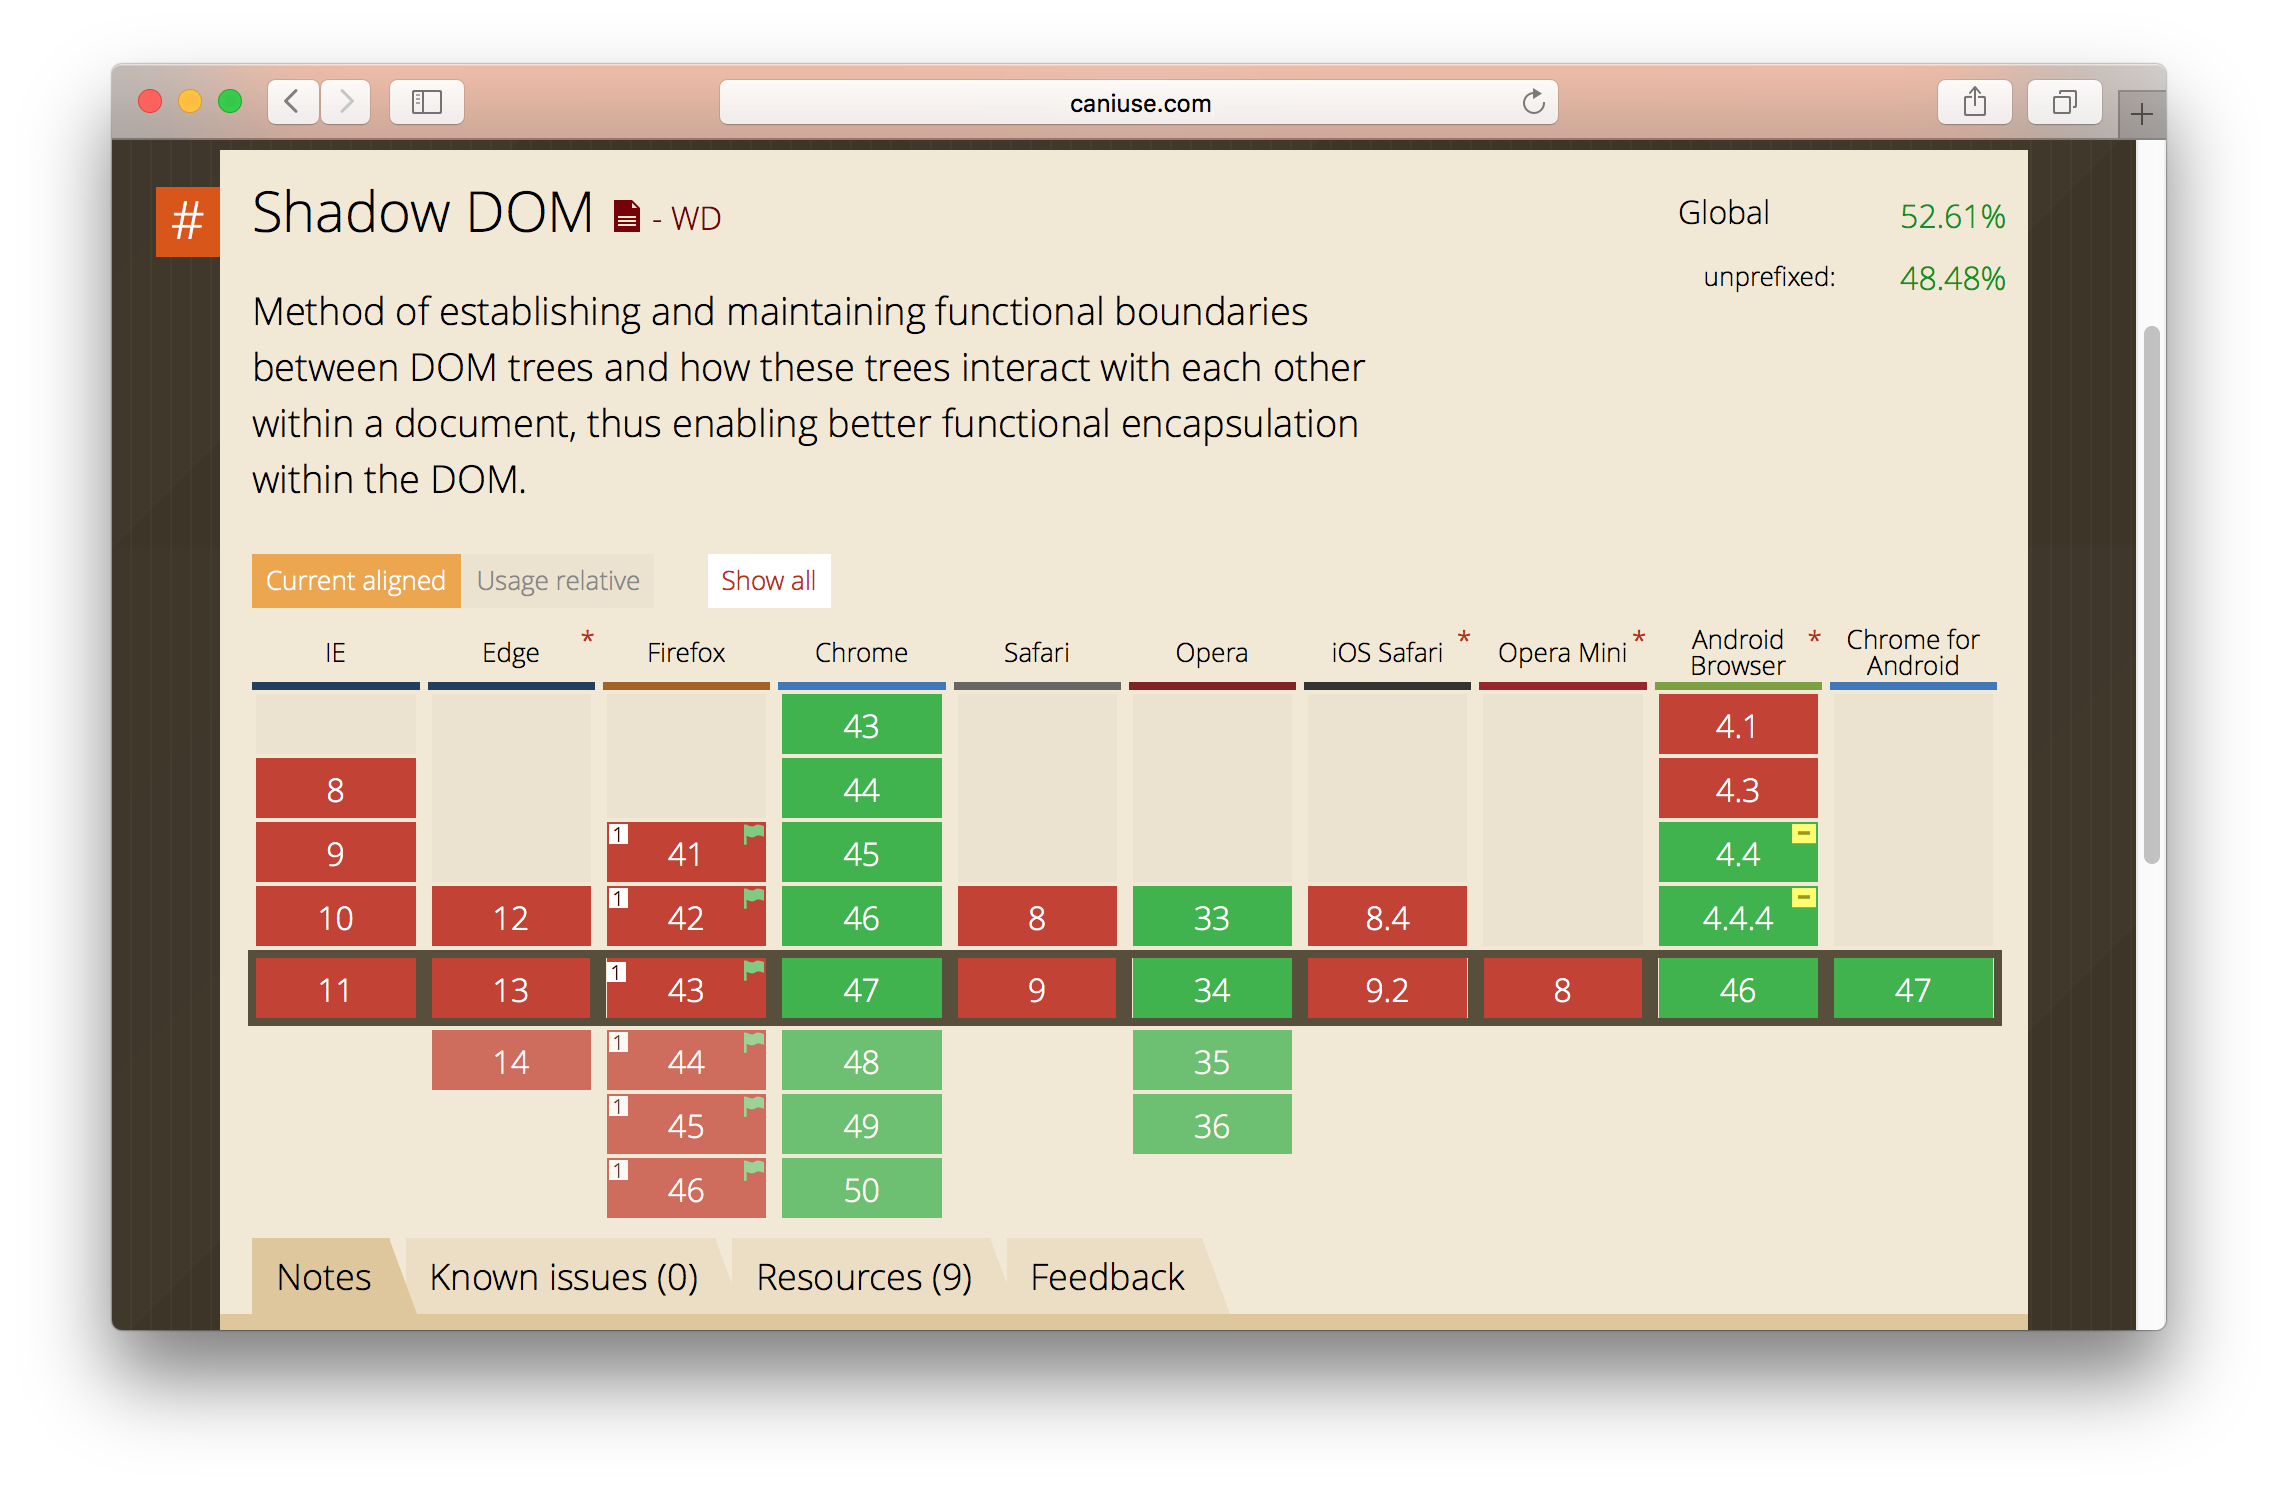 caniuse.com
#
Shadow DOM - WD
Global 52.61%
unprefixed: 48.48%
Method of establishing and maintaining functional boundaries
between DOM trees and how these trees interact with each other
within a document, thus enabling better functional encapsulation
within the DOM.
Current aligned Usage relative Show all
IE Edge * Firefox Chrome Safari Opera iOS Safari * Opera Mini * Android Browser * Chrome for Android
43 4.1
8 44 4.3
9 1 41 45 4.4
10 12 1 42 46 8 33 8.4 4.4.4
11 13 1 43 47 9 34 9.2 8 46 47
14 1 44 48 35
1 45 49 36
1 46 50
Notes Known issues (0) Resources (9) Feedback